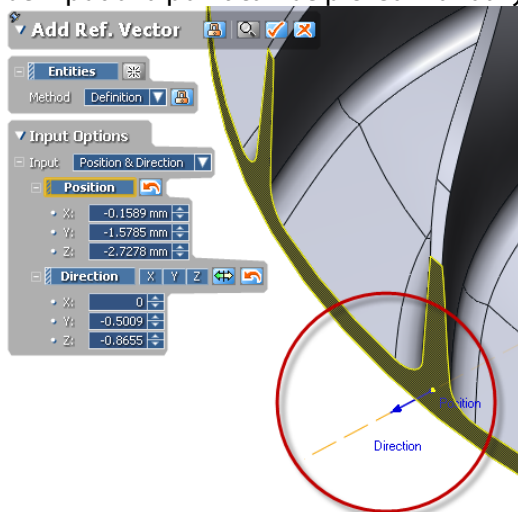 Add Ref. Vector
Entities
Method Definition
Input Options
Input Position & Direction
Position
X: -0.1589 mm
Y: -1.5785 mm
Z: -2.7278 mm
Direction X Y Z
X: 0
Y: -0.5009
Z: -0.8655
Position
Direction